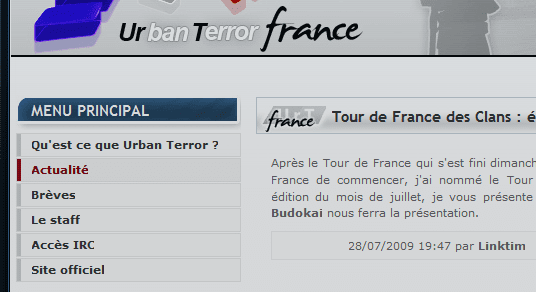 Urban Terror france
MENU PRINCIPAL
Qu'est ce que Urban Terror ?
Actualité
Brèves
Le staff
Accès IRC
Site officiel
UrT france
Tour de France des Clans : é
Après le Tour de France qui s'est fini dimanch
France de commencer, j'ai nommé le Tour
édition du mois de juillet, je vous présente
Budokai nous ferra la présentation.
28/07/2009 19:47 par Linktim